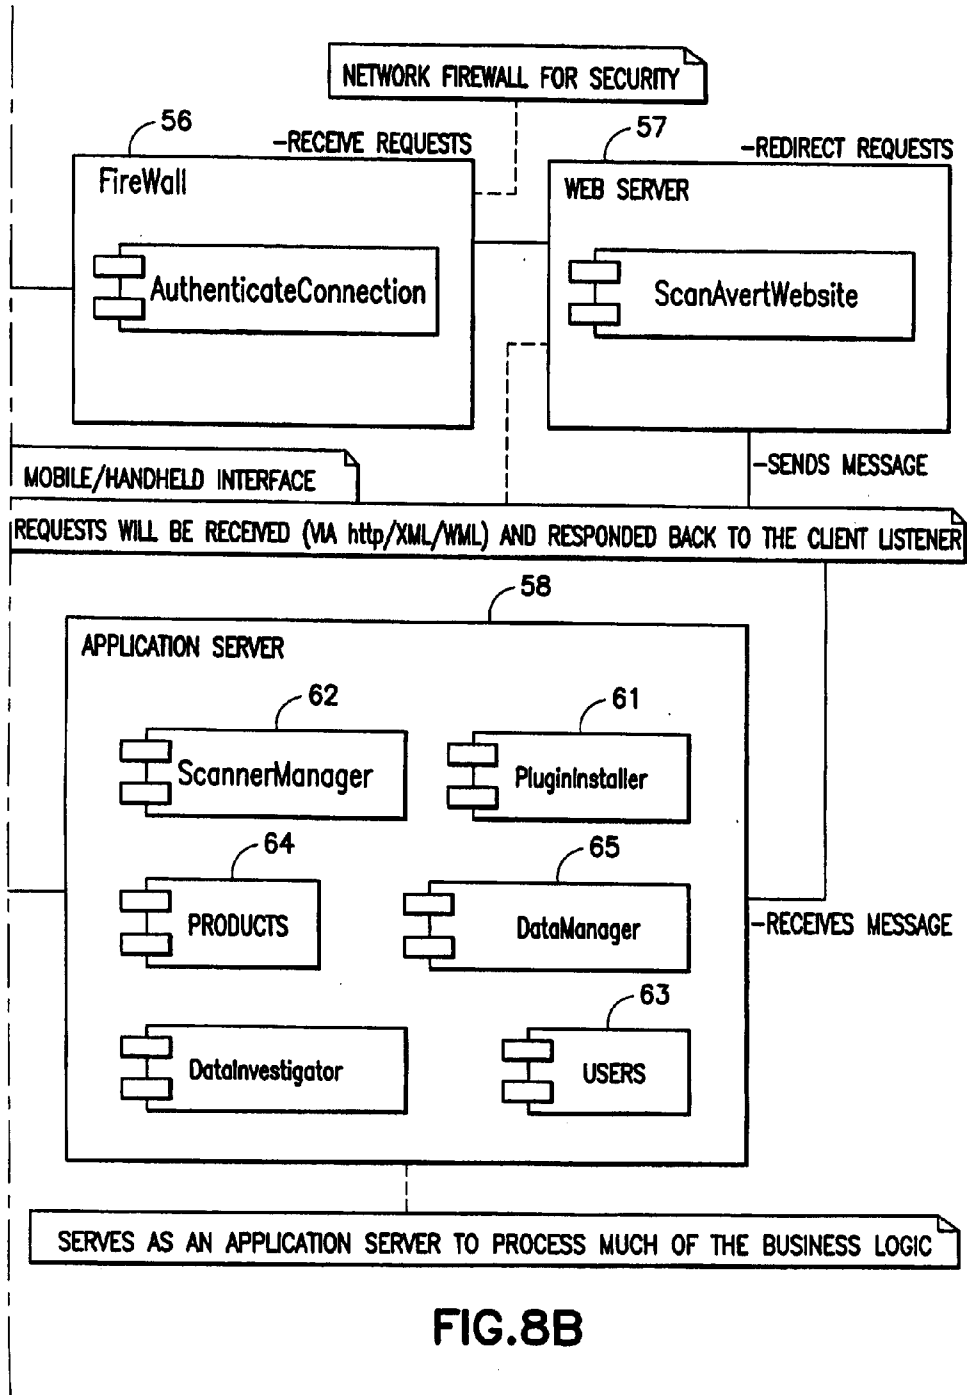 NETWORK FIREWALL FOR SECURITY
56
-RECEIVE REQUESTS
57
-REDIRECT REQUESTS
FireWall
WEB SERVER
AuthenticateConnection
ScanAvertWebsite
MOBILE/HANDHELD INTERFACE
-SENDS MESSAGE
REQUESTS WILL BE RECEIVED (VIA http/XML/WML) AND RESPONDED BACK TO THE CLIENT LISTENER
58
APPLICATION SERVER
62
61
ScannerManager
PluginInstaller
64
65
PRODUCTS
DataManager
-RECEIVES MESSAGE
63
DataInvestigator
USERS
SERVES AS AN APPLICATION SERVER TO PROCESS MUCH OF THE BUSINESS LOGIC
FIG.8B